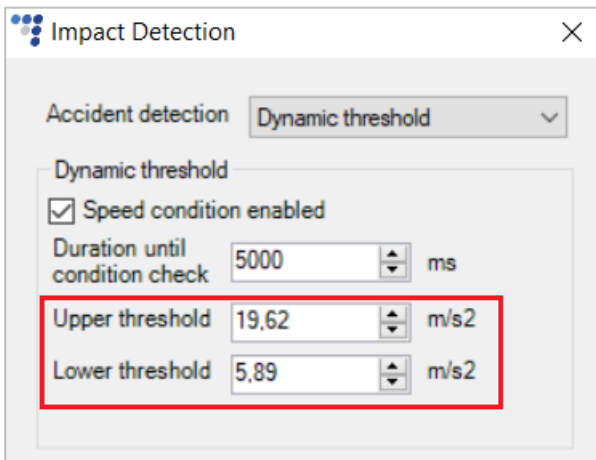 Impact Detection
Accident detection Dynamic threshold
Dynamic threshold
Speed condition enabled
Duration until
condition check 5000 ms
Upper threshold 19,62 m/s2
Lower threshold 5,89 m/s2